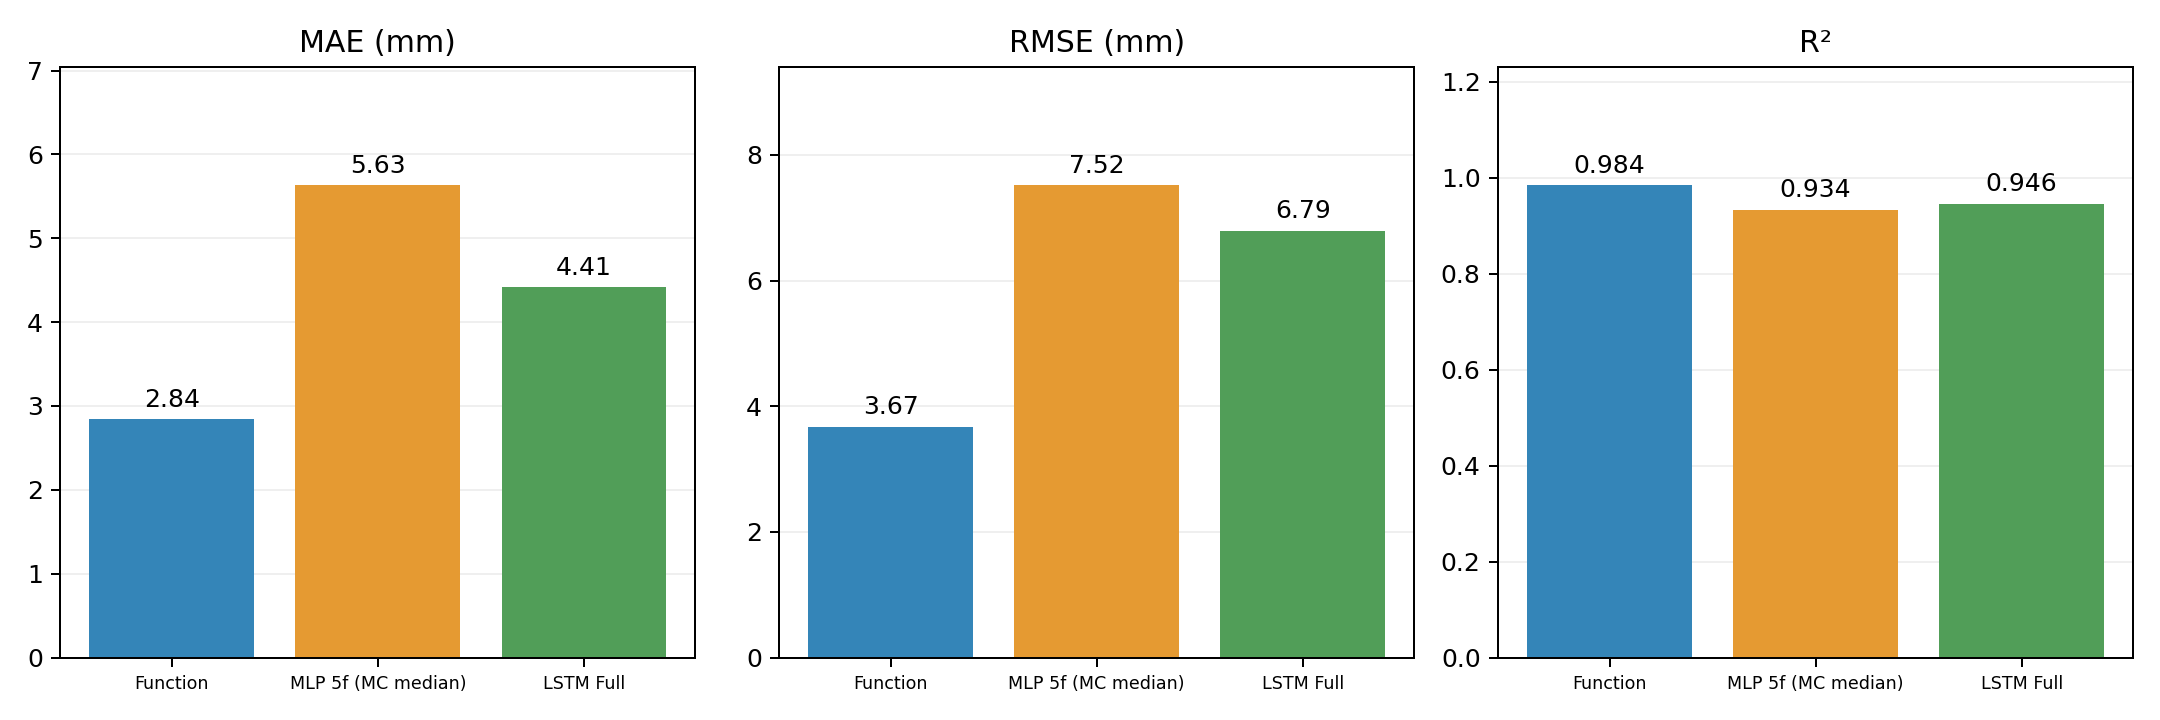 MAE (mm)
7
6
5
4
3
2
1
0
2.84
5.63
4.41
Function
MLP 5f (MC median)
LSTM Full
RMSE (mm)
8
6
4
2
0
3.67
7.52
6.79
Function
MLP 5f (MC median)
LSTM Full
R²
1.2
1.0
0.8
0.6
0.4
0.2
0.0
0.984
0.934
0.946
Function
MLP 5f (MC median)
LSTM Full